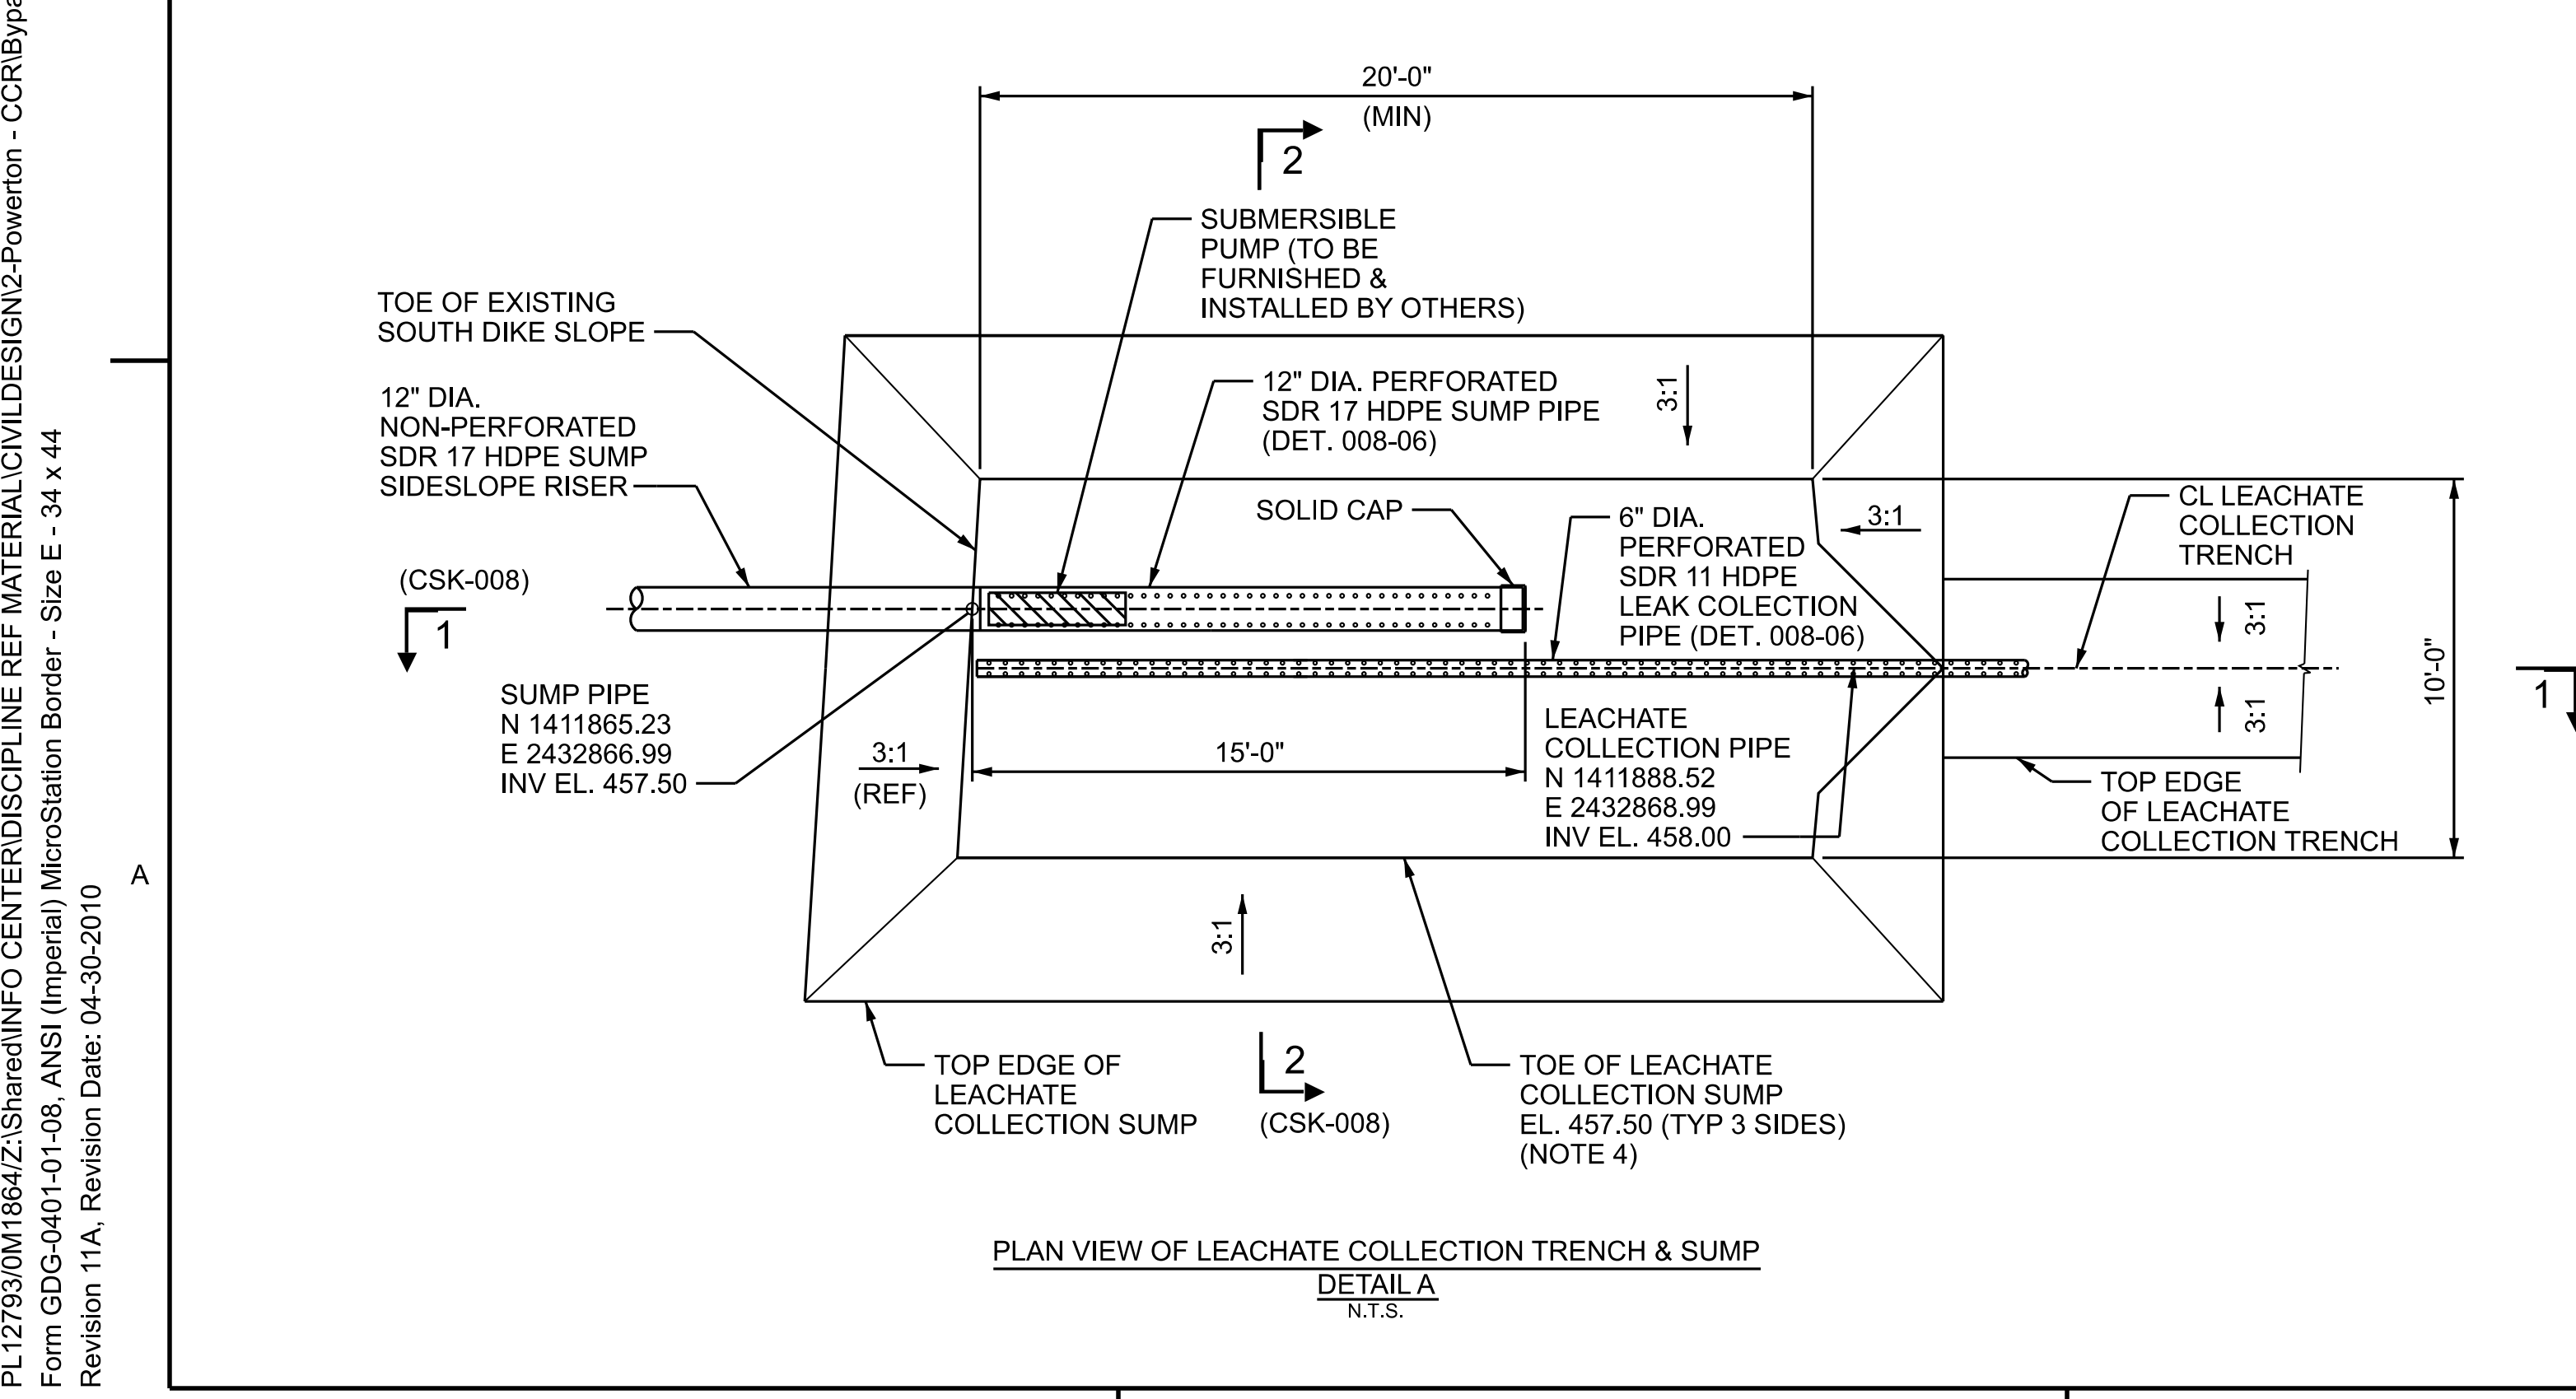 PL12793/0M1864/Z:\Shared\INFO CENTER\DISCIPLINE REF MATERIAL\CIVILDESIGN\2-Powerton - CCR\Bypa
Form GDG-0401-01-08, ANSI (Imperial) MicroStation Border - Size E - 34 x 44
Revision 11A, Revision Date: 04-30-2010
A
20'-0"
(MIN)
2
SUBMERSIBLE
PUMP (TO BE
FURNISHED &
INSTALLED BY OTHERS)
TOE OF EXISTING
SOUTH DIKE SLOPE
12" DIA.
NON-PERFORATED
SDR 17 HDPE SUMP
SIDESLOPE RISER
12" DIA. PERFORATED
SDR 17 HDPE SUMP PIPE
(DET. 008-06)
3:1
SOLID CAP
6" DIA.
PERFORATED
SDR 11 HDPE
LEAK COLECTION
PIPE (DET. 008-06)
3:1
CL LEACHATE
COLLECTION
TRENCH
(CSK-008)
1
3:1
3:1
10'-0"
1
SUMP PIPE
N 1411865.23
E 2432866.99
INV EL. 457.50
3:1
(REF)
15'-0"
LEACHATE
COLLECTION PIPE
N 1411888.52
E 2432868.99
INV EL. 458.00
TOP EDGE
OF LEACHATE
COLLECTION TRENCH
3:1
TOP EDGE OF
LEACHATE
COLLECTION SUMP
2
(CSK-008)
TOE OF LEACHATE
COLLECTION SUMP
EL. 457.50 (TYP 3 SIDES)
(NOTE 4)
PLAN VIEW OF LEACHATE COLLECTION TRENCH & SUMP
DETAIL A
N.T.S.